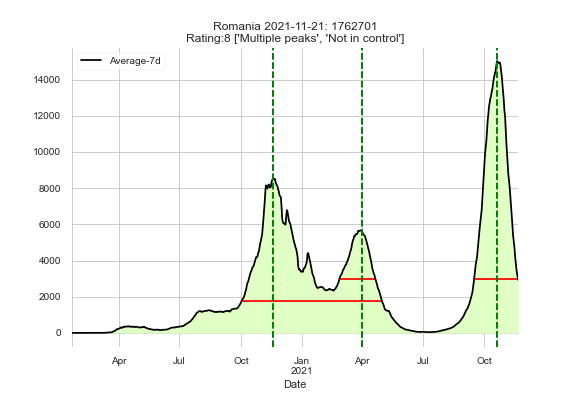 Romania 2021-11-21: 1762701
Rating:8 ['Multiple peaks', 'Not in control']
Average-7d
14000
12000
10000
8000
6000
4000
2000
0
Apr Jul Oct Jan Apr Jul Oct
2021
Date